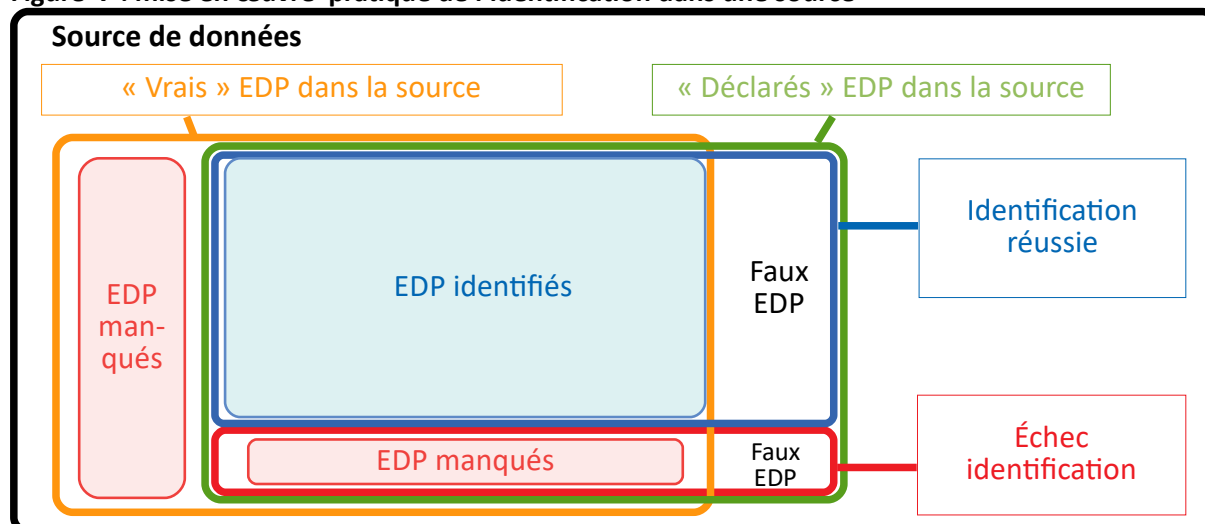 Source de données
« Vrais » EDP dans la source
« Déclarés » EDP dans la source
EDP
man-
qués
EDP identifiés
Faux
EDP
Identification
réussie
EDP manqués
Faux
EDP
Échec
identification